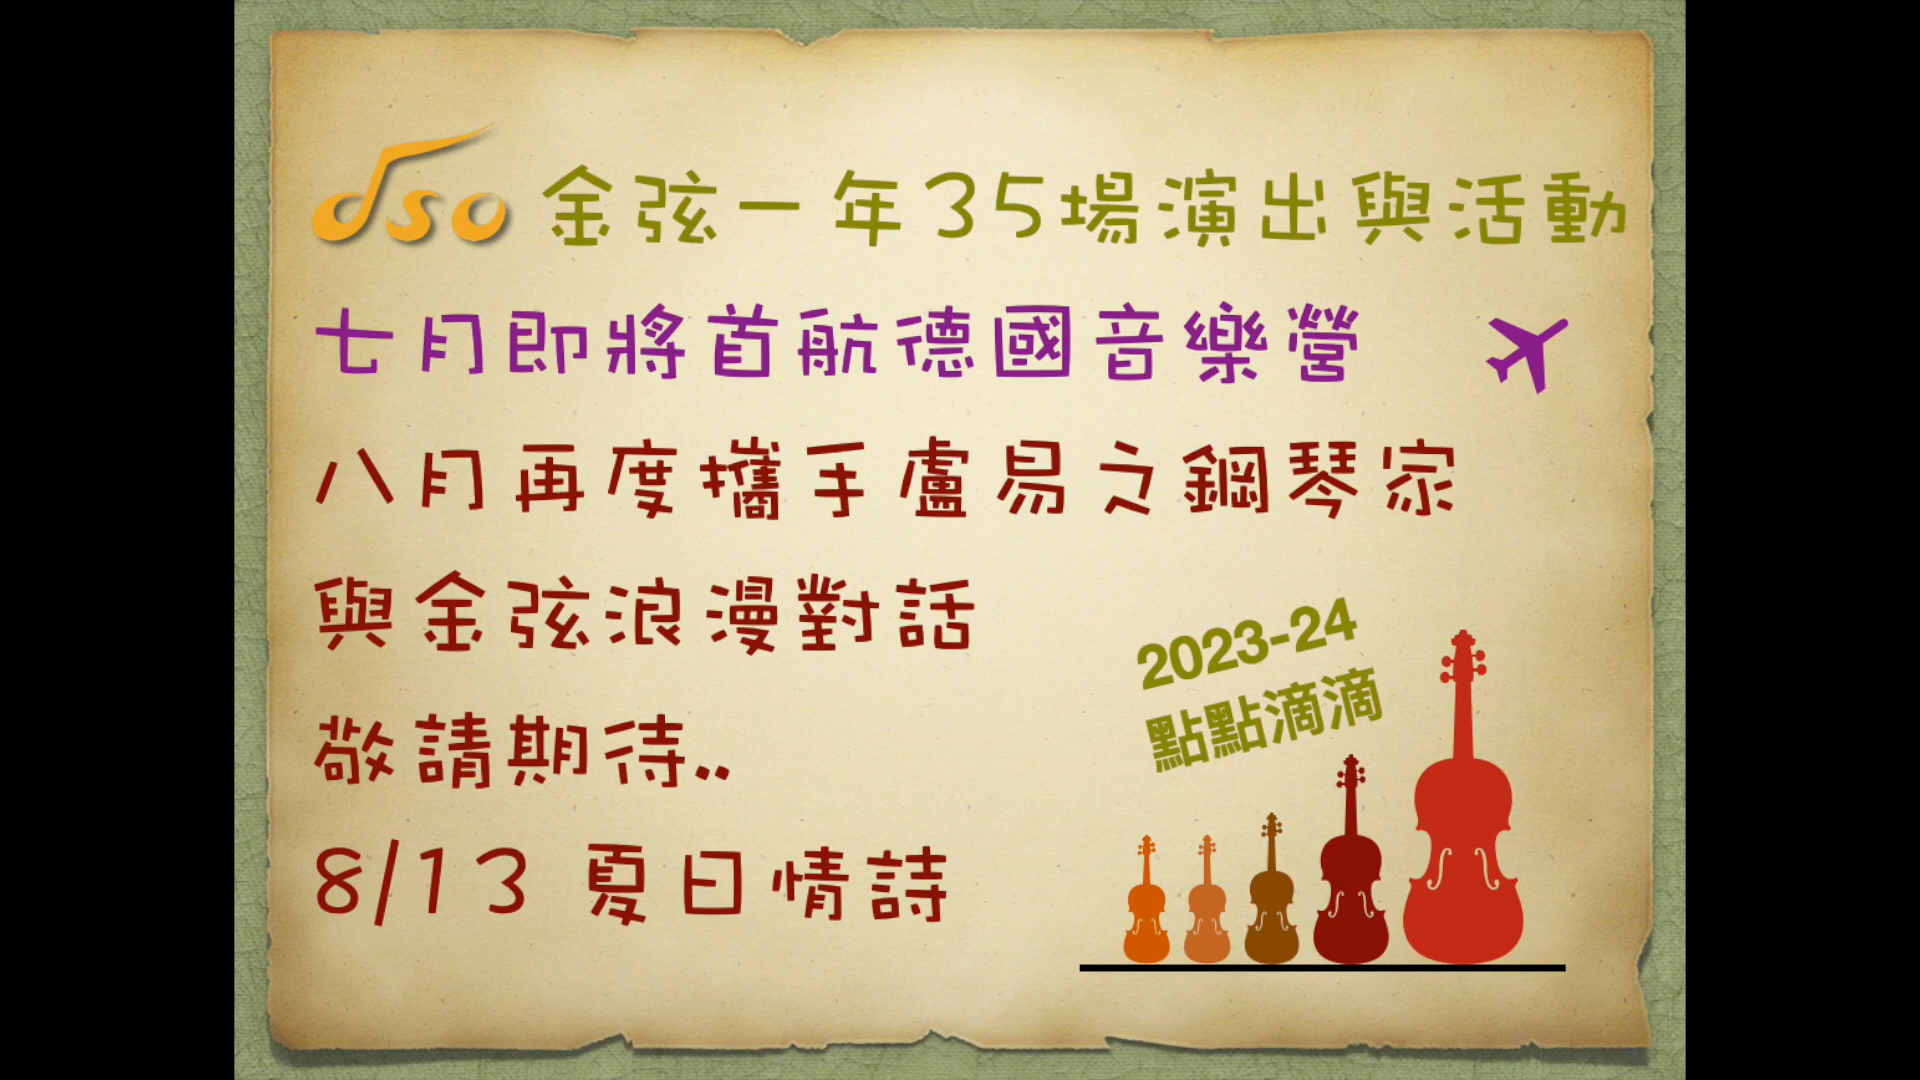 dso 金弦一年35場演出與活動
七月即將首航德國音樂營
八月再度攜手盧易之鋼琴家
與金弦浪漫對話
敬請期待..
8/13 夏日情詩
2023-24
點點滴滴